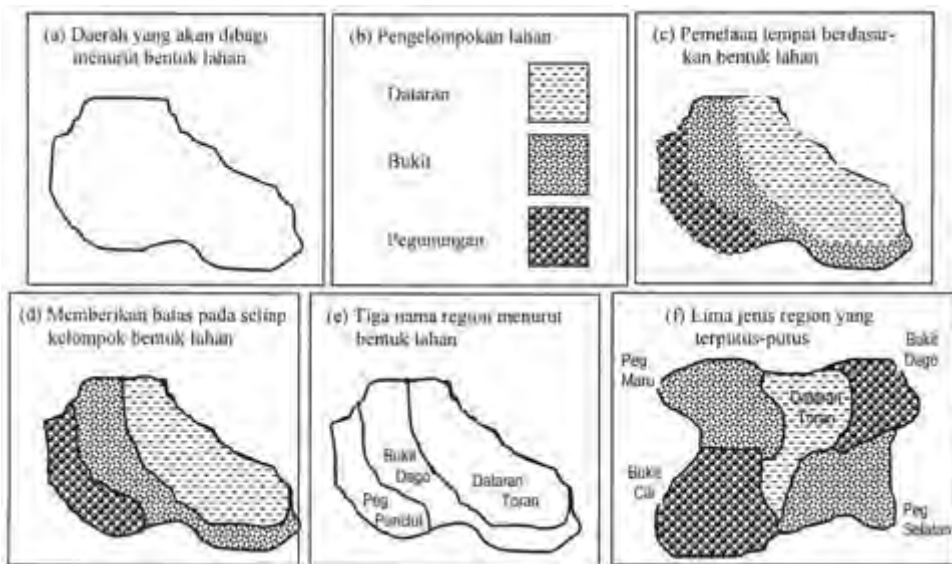 (a) Daerah yang akan dibagi
menurut bentuk lahan
(b) Pengelompokan lahan
Dataran
Bukit
Pegunungan
(c) Pemetaan tempat berdasar-
kan bentuk lahan
(d) Memberikan batas pada setiap
kelompok bentuk lahan
(e) Tiga nama region menurut
bentuk lahan
Bukit
Dago
Dataran
Toran
Peg
(f) Lima jenis region yang
terputus-putus
Peg
Maru
Bukit
Dago
Dataran
Toran
Bukit
Peg
Selatan